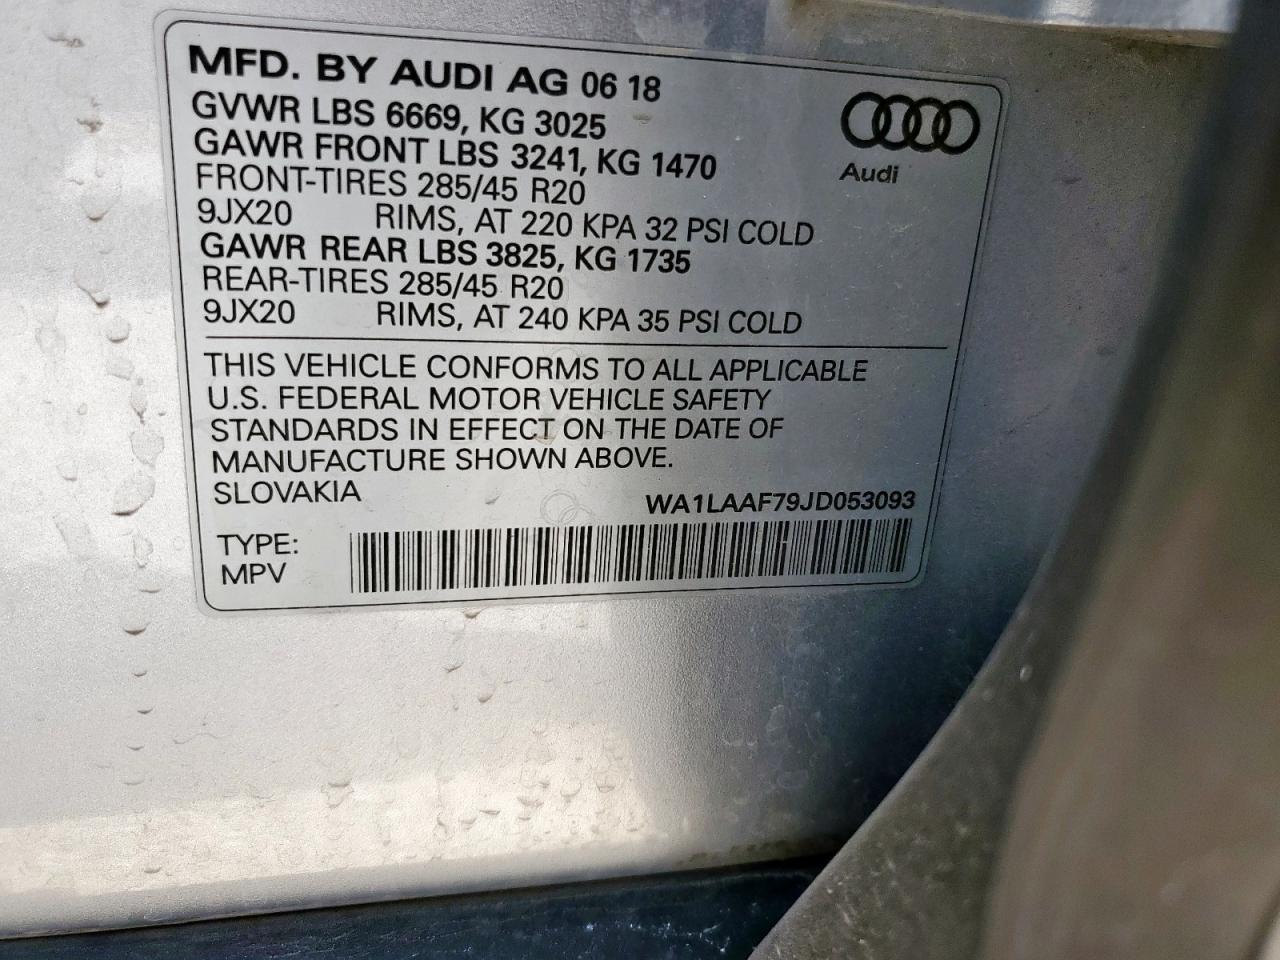 MFD. BY AUDI AG 06 18
GVWR LBS 6669, KG 3025
GAWR FRONT LBS 3241, KG 1470
FRONT-TIRES 285/45 R20
9JX20 RIMS, AT 220 KPA 32 PSI COLD
GAWR REAR LBS 3825, KG 1735
REAR-TIRES 285/45 R20
9JX20 RIMS, AT 240 KPA 35 PSI COLD
Audi
THIS VEHICLE CONFORMS TO ALL APPLICABLE
U.S. FEDERAL MOTOR VEHICLE SAFETY
STANDARDS IN EFFECT ON THE DATE OF
MANUFACTURE SHOWN ABOVE.
SLOVAKIA WA1LAAF79JD053093
TYPE:
MPV